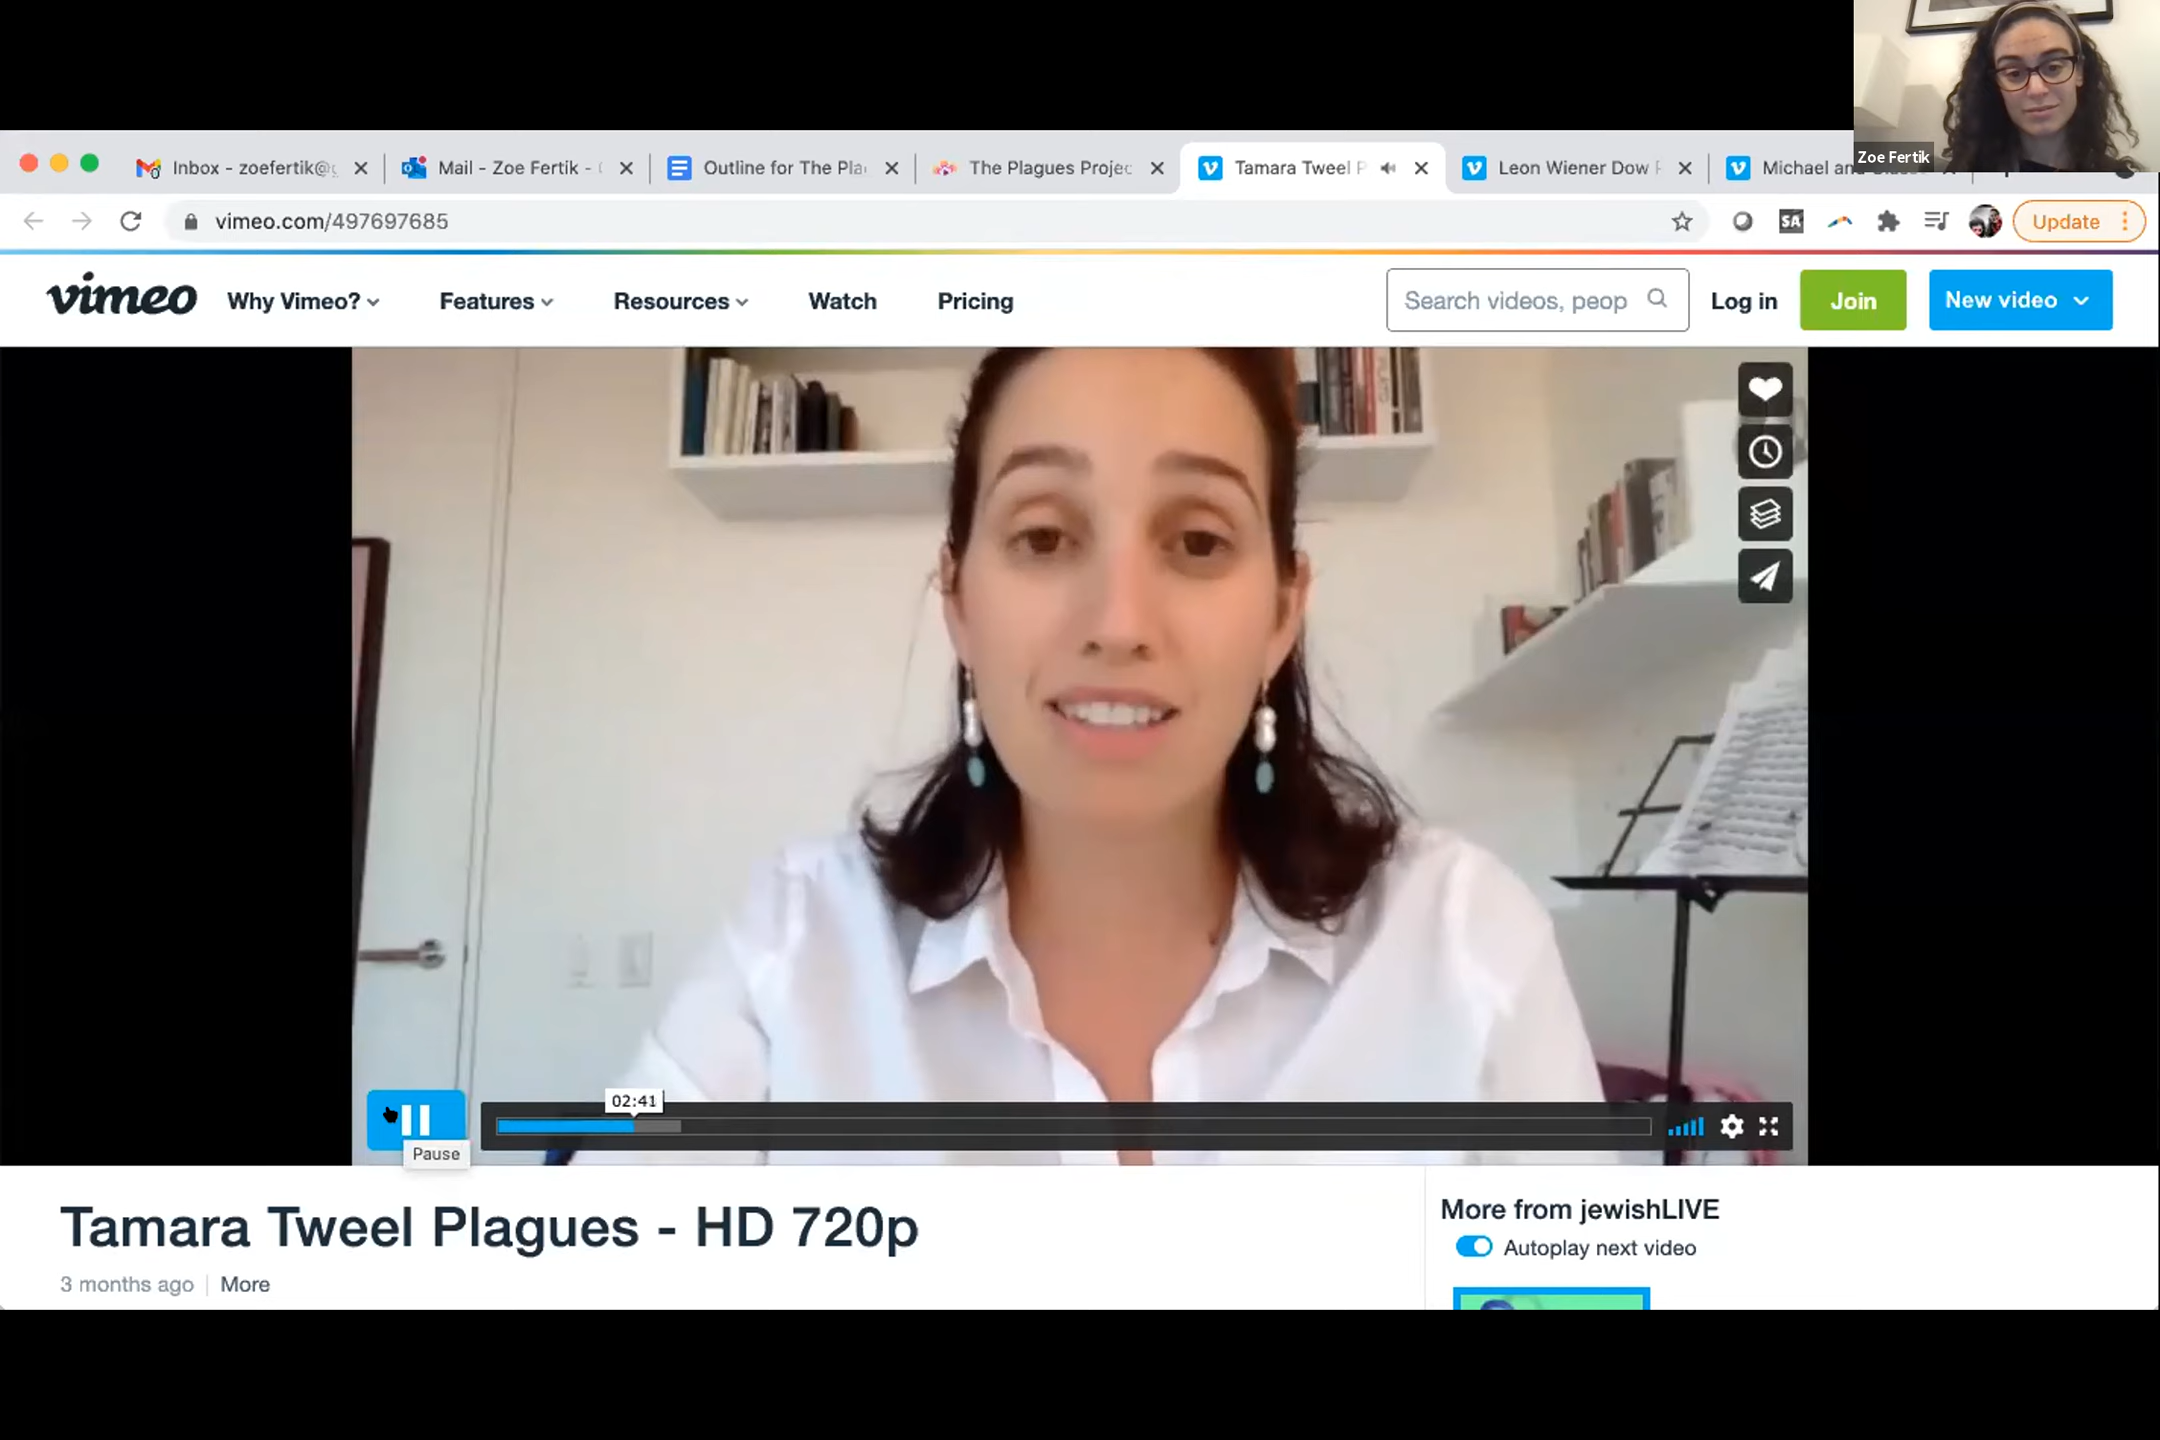 Zoe Fertik
Inbox - zoefertik@
Mail - Zoe Fertik -
Outline for The Pla
The Plagues Projec
Tamara Tweel P
Leon Wiener Dow
Michael an
vimeo.com/497697685
SA
Update
vimeo
Why Vimeo?
Features
Resources
Watch
Pricing
Search videos, peop
Log in
Join
New video
02:41
Pause
Tamara Tweel Plagues - HD 720p
3 months ago
More
More from jewishLIVE
Autoplay next video